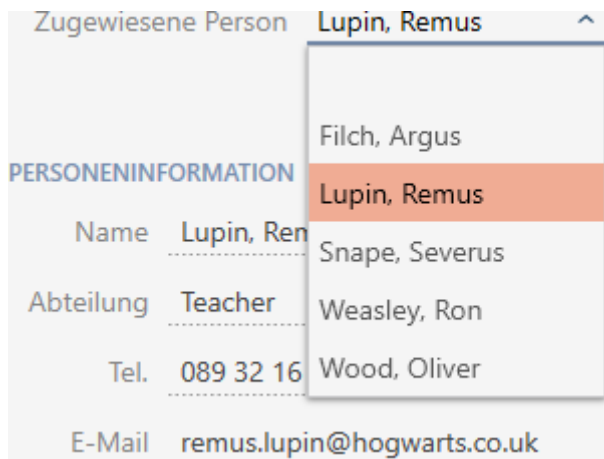 Zugewiesene Person Lupin, Remus
Filch, Argus
PERSONENINFORMATION
Lupin, Remus
Name Lupin, Rem
Snape, Severus
Abteilung Teacher
Weasley, Ron
Tel. 089 32 16
Wood, Oliver
E-Mail remus.lupin@hogwarts.co.uk